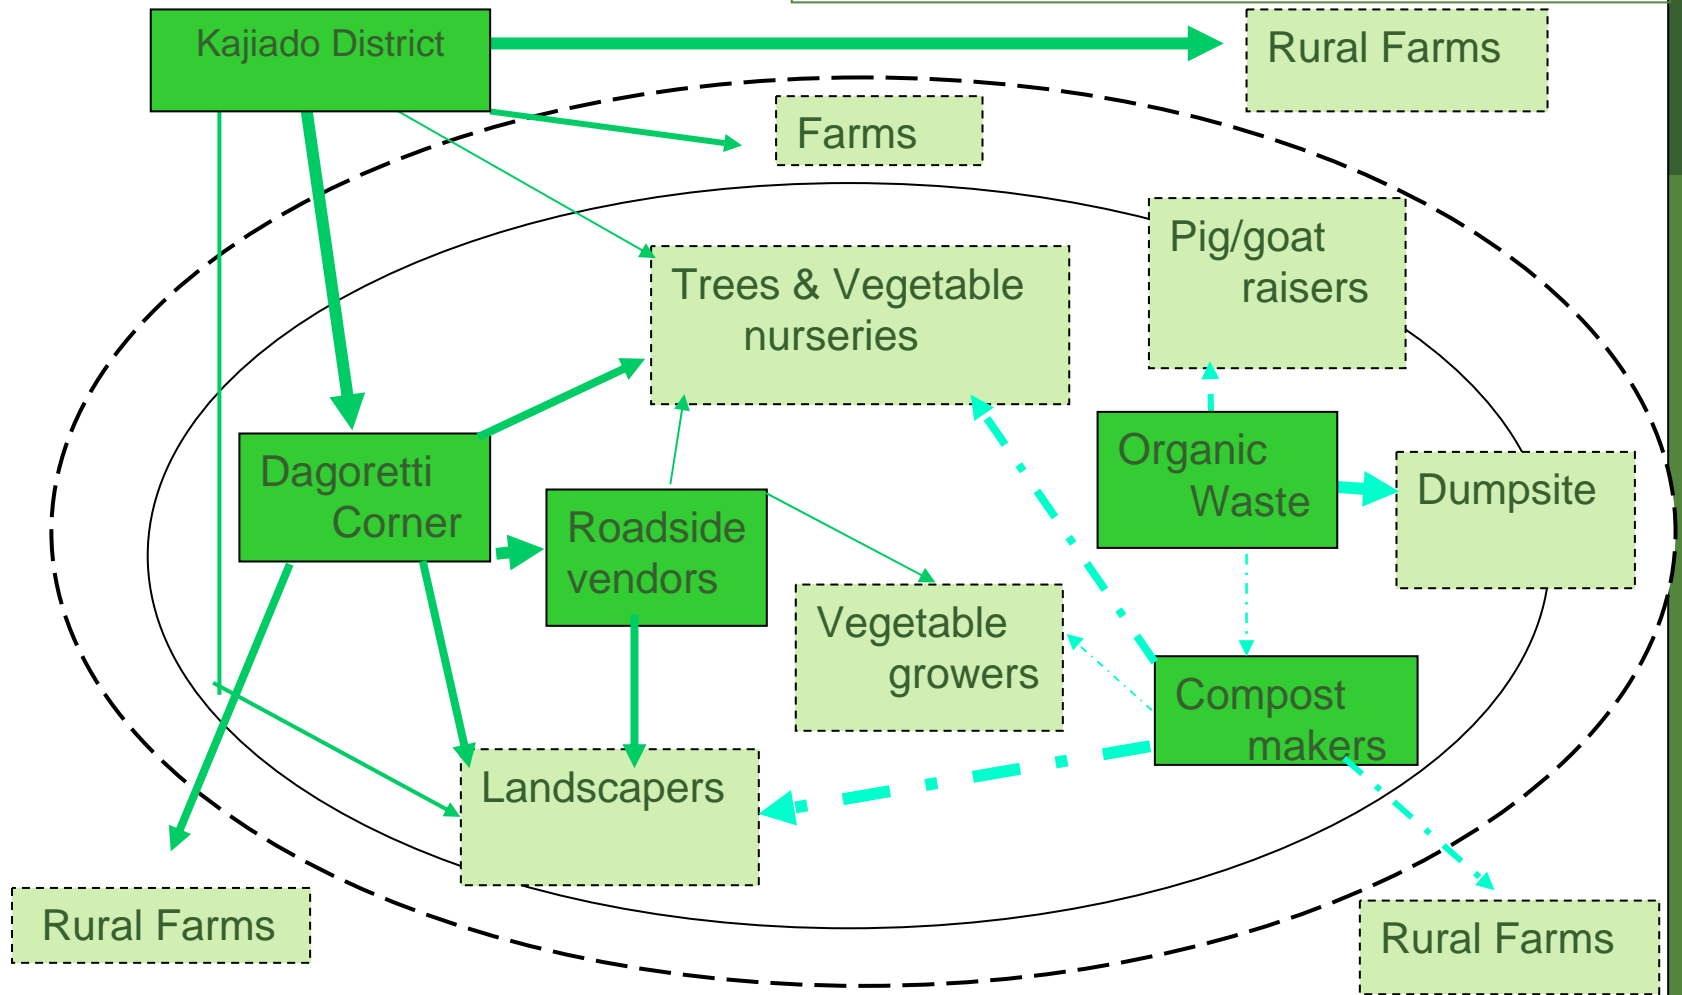 Kajiado District
Rural Farms
Farms
Pig/goat
raisers
Trees & Vegetable
nurseries
Organic
Waste
Dagoretti
Corner
Dumpsite
Roadside
vendors
Vegetable
growers
Compost
makers
Landscapers
Rural Farms
Rural Farms